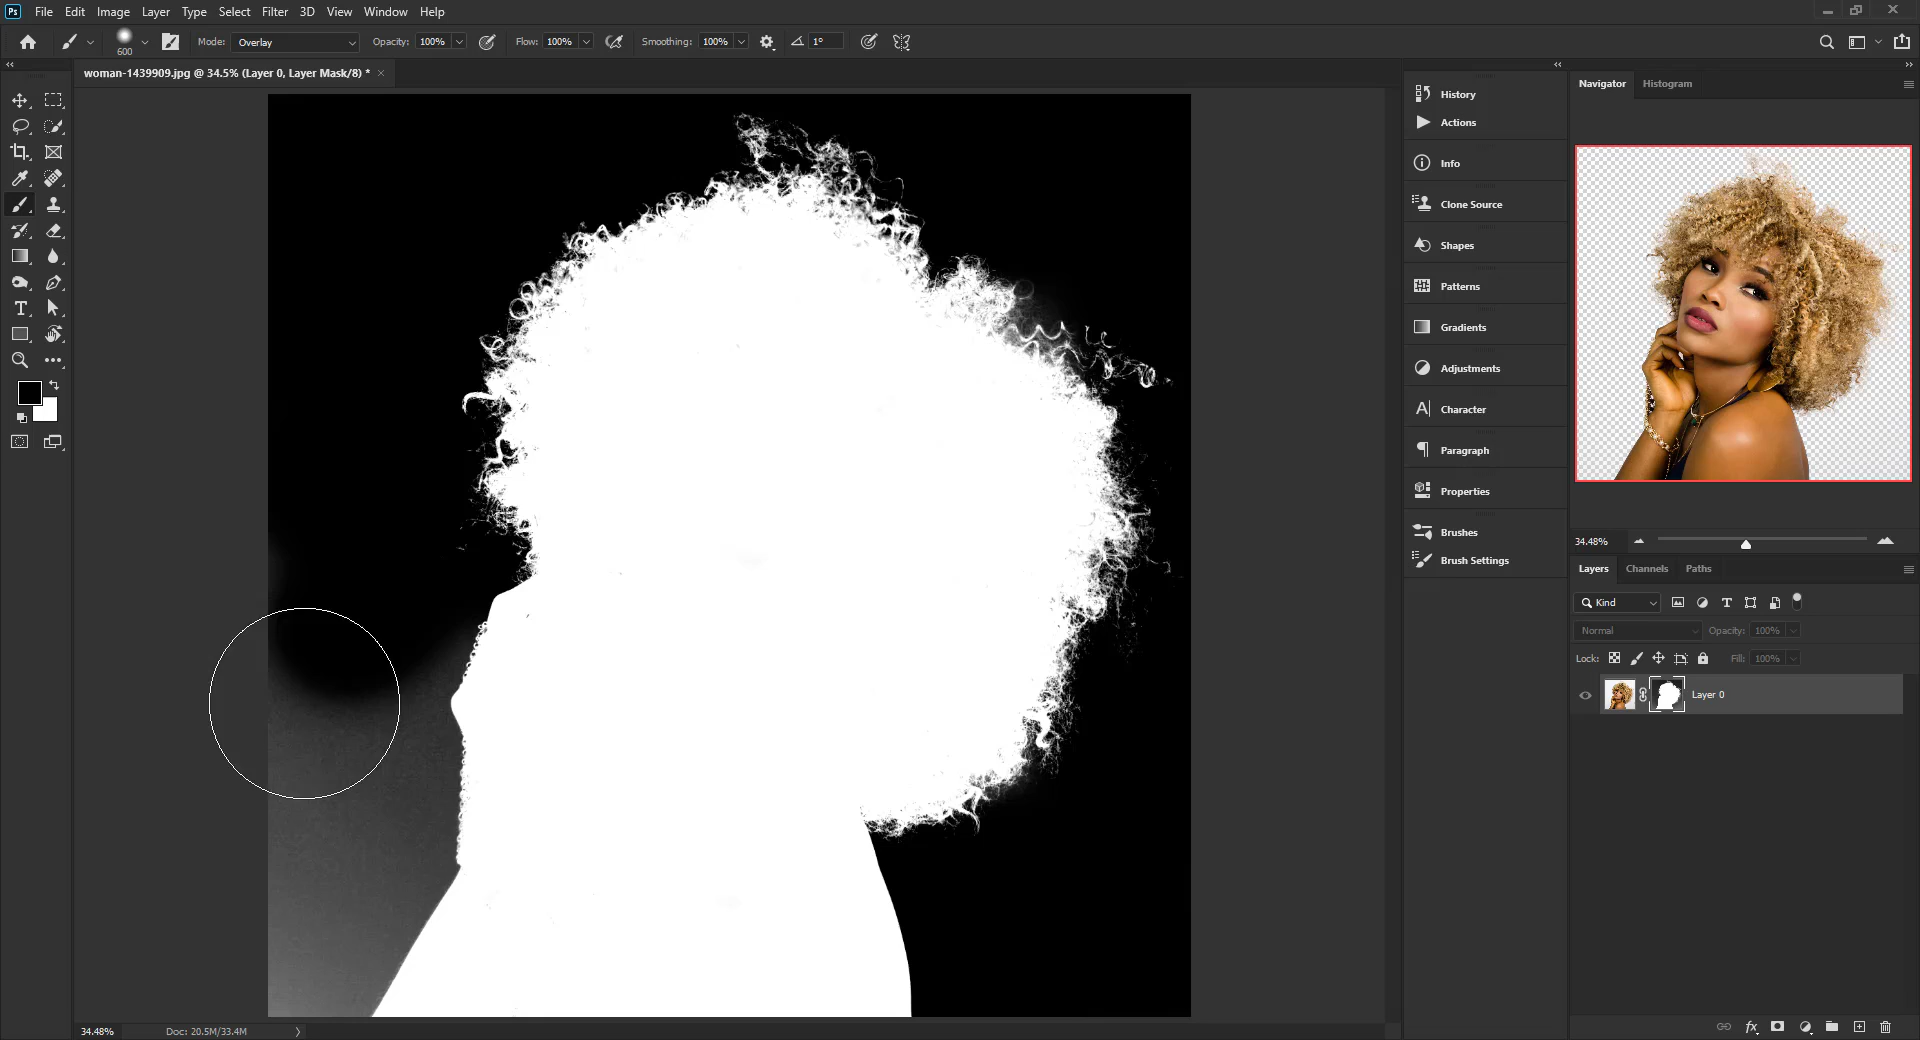 Ps File Edit Image Layer Type Select Filter 3D View Window Help
600 Mode: Overlay Opacity: 100% Flow: 100% Smoothing: 100% 1°
woman-1439909.jpg @ 34.5% (Layer 0, Layer Mask/8) *
History
Actions
Info
Clone Source
Shapes
Patterns
Gradients
Adjustments
Character
Paragraph
Properties
Brushes
Brush Settings
Navigator Histogram
34.48%
Layers Channels Paths
Kind
Normal Opacity: 100%
Lock: Fill: 100%
Layer 0
fx
34.48% Doc: 20.5M/33.4M